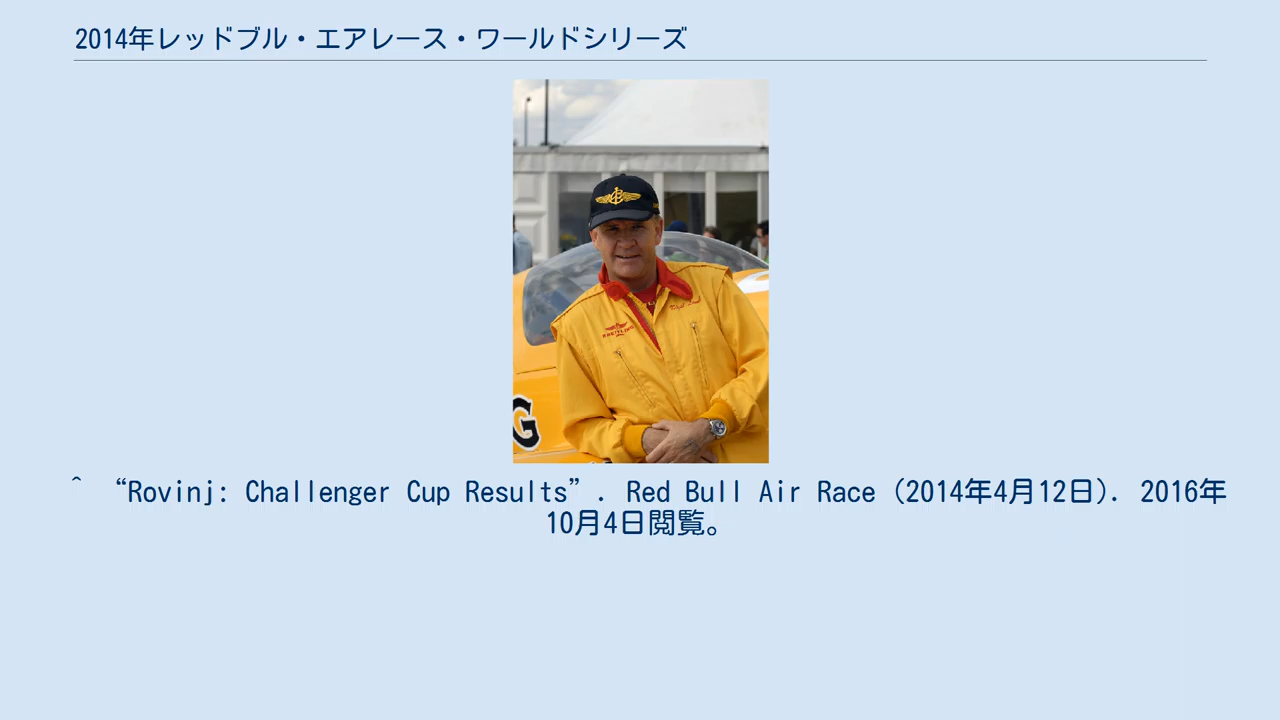 2014年レッドブル・エアレース・ワールドシリーズ
BREITLING
G
^ “Rovinj: Challenger Cup Results”. Red Bull Air Race (2014年4月12日). 2016年
10月4日閲覧。